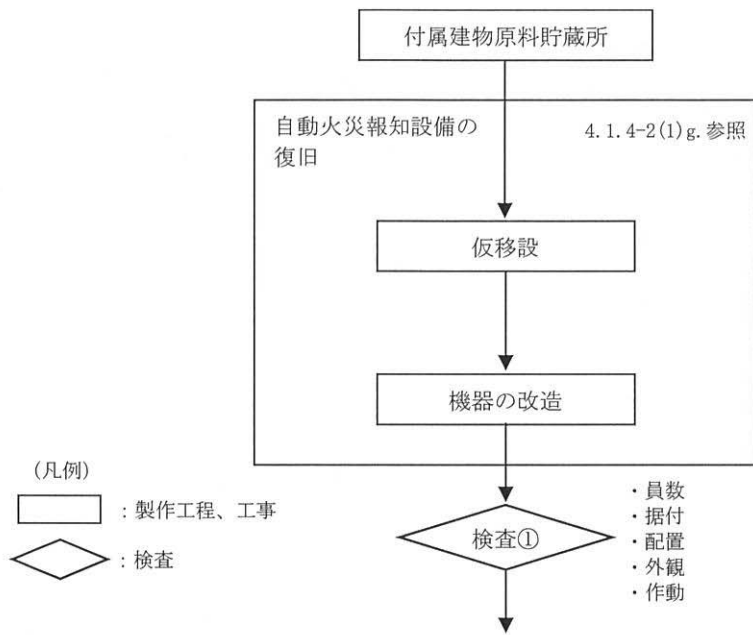 付属建物原料貯蔵所
自動火災報知設備の
復旧
4.1.4-2(1)g.参照
仮移設
機器の改造
(凡例)
：製作工程、工事
：検査
検査①
・員数
・据付
・配置
・外観
・作動